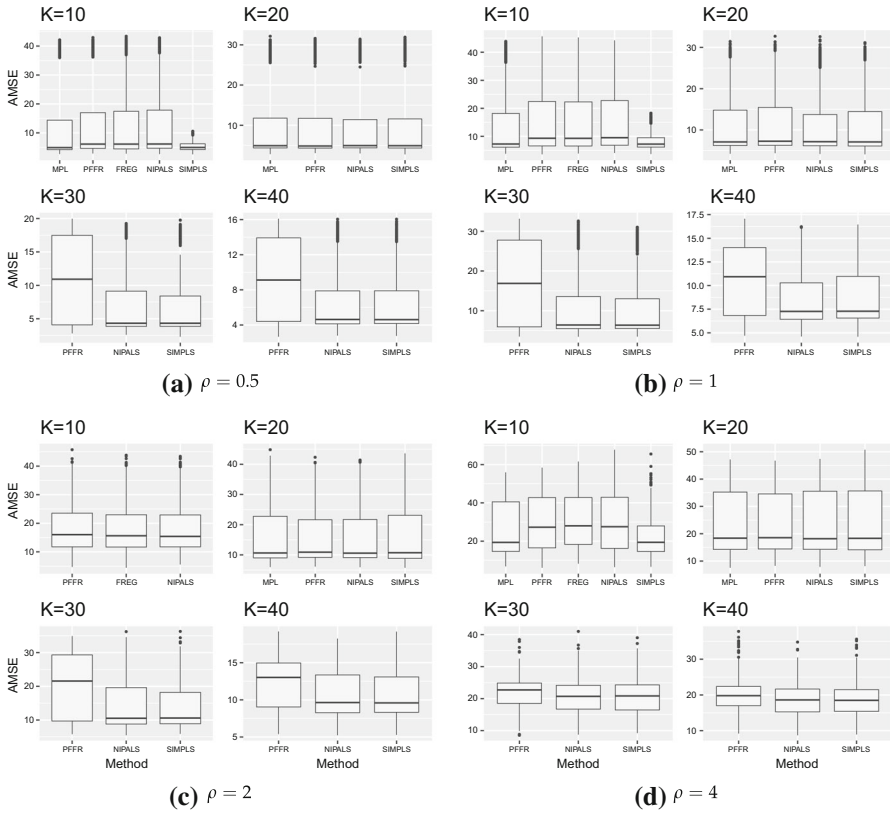 K=10 K=20 K=10 K=20
AMSE 40 30 20 10 30 20 10 AMSE 40 30 20 10 30 20 10
MPL PFFR FREG NIPALS SIMPLS MPL PFFR NIPALS SIMPLS MPL PFFR FREG NIPALS SIMPLS MPL PFFR NIPALS SIMPLS
K=30 K=40 K=30 K=40
AMSE 20 15 10 5 16 12 8 4 AMSE 30 20 10 17.5 15.0 12.5 10.0 7.5 5.0
PFFR NIPALS SIMPLS PFFR NIPALS SIMPLS PFFR NIPALS SIMPLS PFFR NIPALS SIMPLS
(a) ρ = 0.5 (b) ρ = 1
K=10 K=20 K=10 K=20
AMSE 40 30 20 10 40 30 20 10 AMSE 60 40 20 50 40 30 20 10
PFFR FREG NIPALS MPL PFFR NIPALS SIMPLS MPL PFFR FREG NIPALS SIMPLS MPL PFFR NIPALS SIMPLS
K=30 K=40 K=30 K=40
AMSE 30 20 10 15 10 5 AMSE 40 30 20 10 30 20 10
PFFR NIPALS SIMPLS PFFR NIPALS SIMPLS PFFR NIPALS SIMPLS PFFR NIPALS SIMPLS
Method Method
(c) ρ = 2 (d) ρ = 4